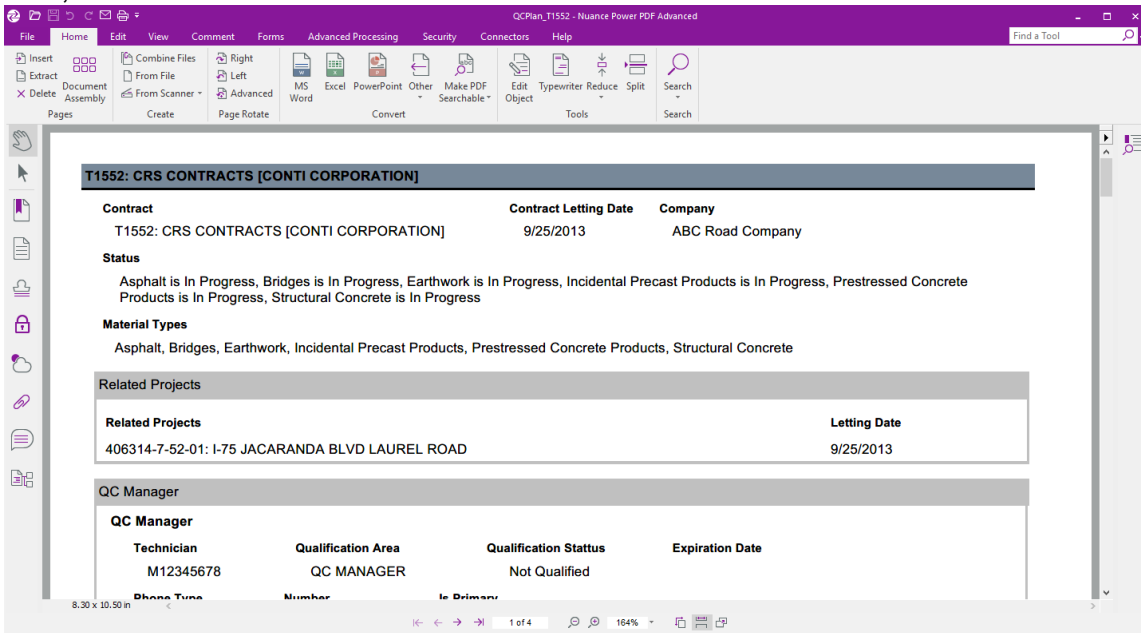 QCPlan_T1552 - Nuance Power PDF Advanced
File Home Edit View Comment Forms Advanced Processing Security Connectors Help Find a Tool
Insert
Extract
Delete
Document Assembly
Pages
Combine Files
From File
From Scanner
Create
Right
Left
Advanced
Page Rotate
MS Word
Excel
PowerPoint
Other
Make PDF Searchable
Convert
Edit Object
Typewriter
Reduce
Split
Tools
Search
Search
T1552: CRS CONTRACTS [CONTI CORPORATION]
Contract Contract Letting Date Company
T1552: CRS CONTRACTS [CONTI CORPORATION] 9/25/2013 ABC Road Company
Status
Asphalt is In Progress, Bridges is In Progress, Earthwork is In Progress, Incidental Precast Products is In Progress, Prestressed Concrete
Products is In Progress, Structural Concrete is In Progress
Material Types
Asphalt, Bridges, Earthwork, Incidental Precast Products, Prestressed Concrete Products, Structural Concrete
Related Projects
Related Projects Letting Date
406314-7-52-01: I-75 JACARANDA BLVD LAUREL ROAD 9/25/2013
QC Manager
QC Manager
Technician Qualification Area Qualification Stattus Expiration Date
M12345678 QC MANAGER Not Qualified
Phone Type Number Is Primary
8.30 x 10.50 in
1 of 4 164%